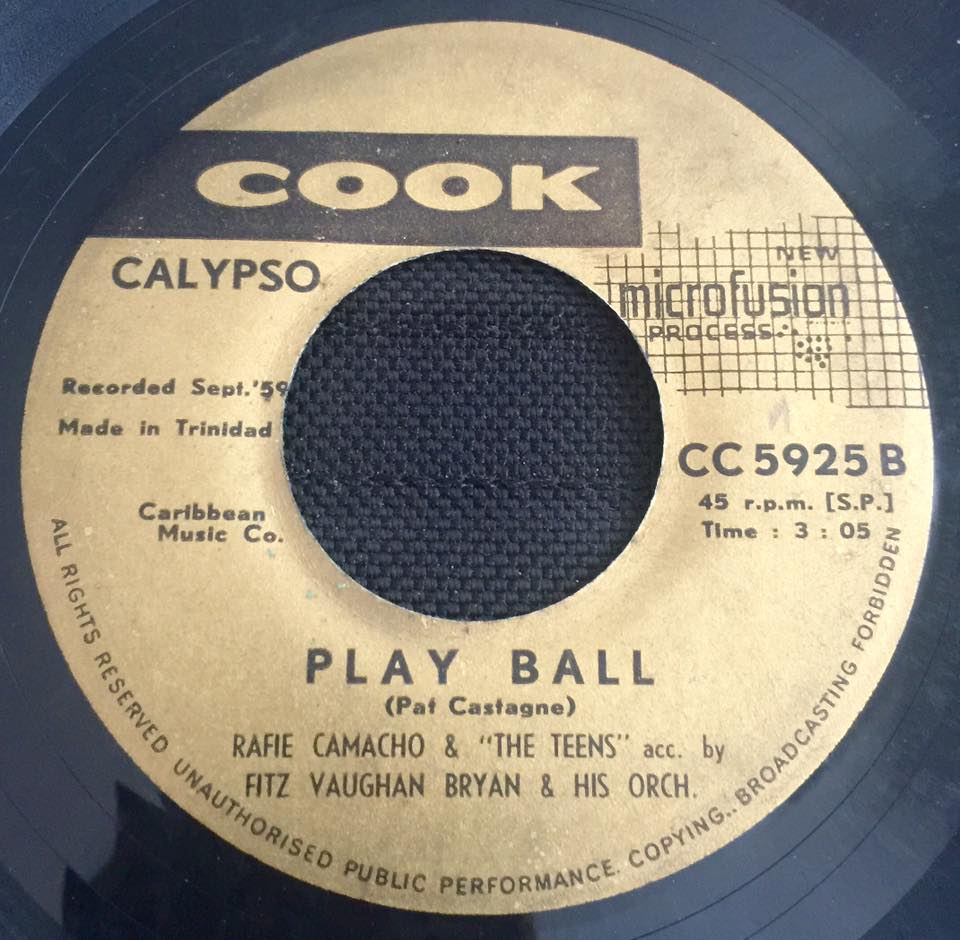 COOK
CALYPSO
NEW
microfusion
PROCESS
Recorded Sept.'59
Made in Trinidad
CC 5925 B
45 r.p.m. [S.P.]
Time : 3 : 05
Caribbean
Music Co.
PLAY BALL
(Pat Castagne)
RAFIE CAMACHO & "THE TEENS" acc. by
FITZ VAUGHAN BRYAN & HIS ORCH.
ALL RIGHTS RESERVED UNAUTHORISED PUBLIC PERFORMANCE. COPYING.. BROADCASTING FORBIDDEN